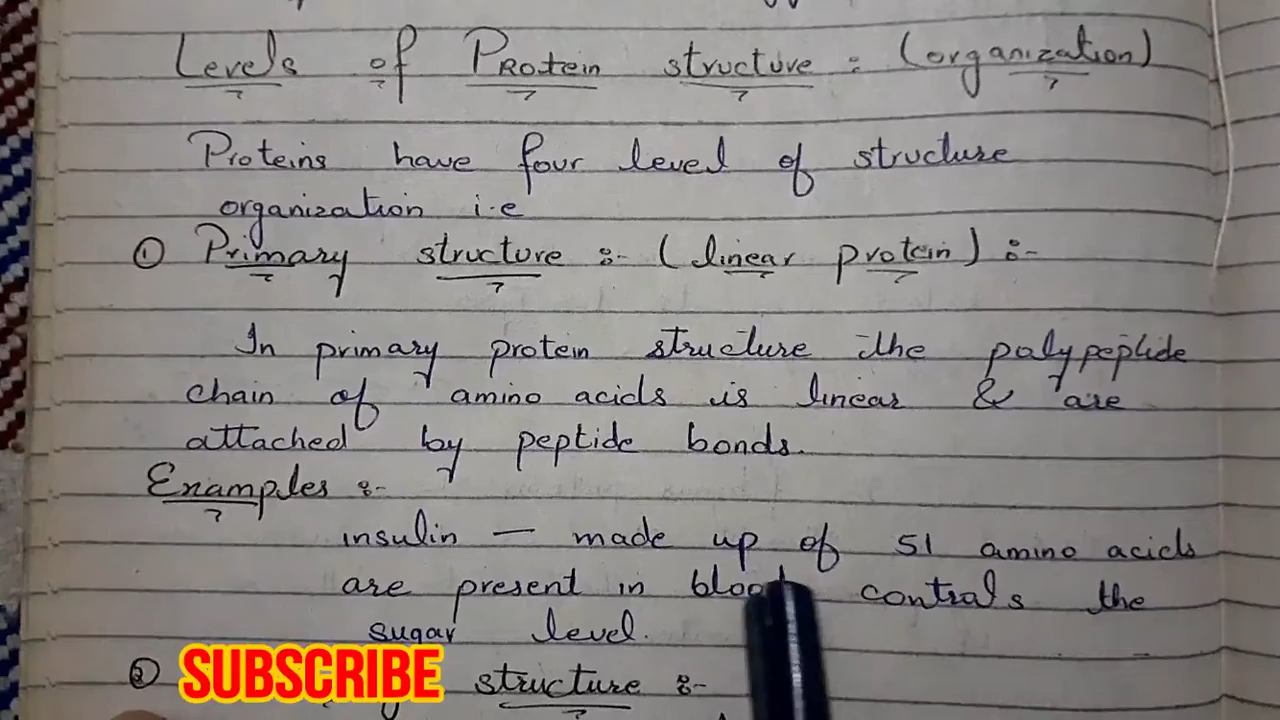 Levels of Protein structure : (organization)
Proteins have four level of structure
organization i.e
① Primary structure :- (linear protein) :-
In primary protein structure the polypeptide
chain of amino acids is linear & are
attached by peptide bonds.
Examples :-
insulin — made up of 51 amino acids
are present in blood controls the
sugar level.
② SUBSCRIBE structure :-